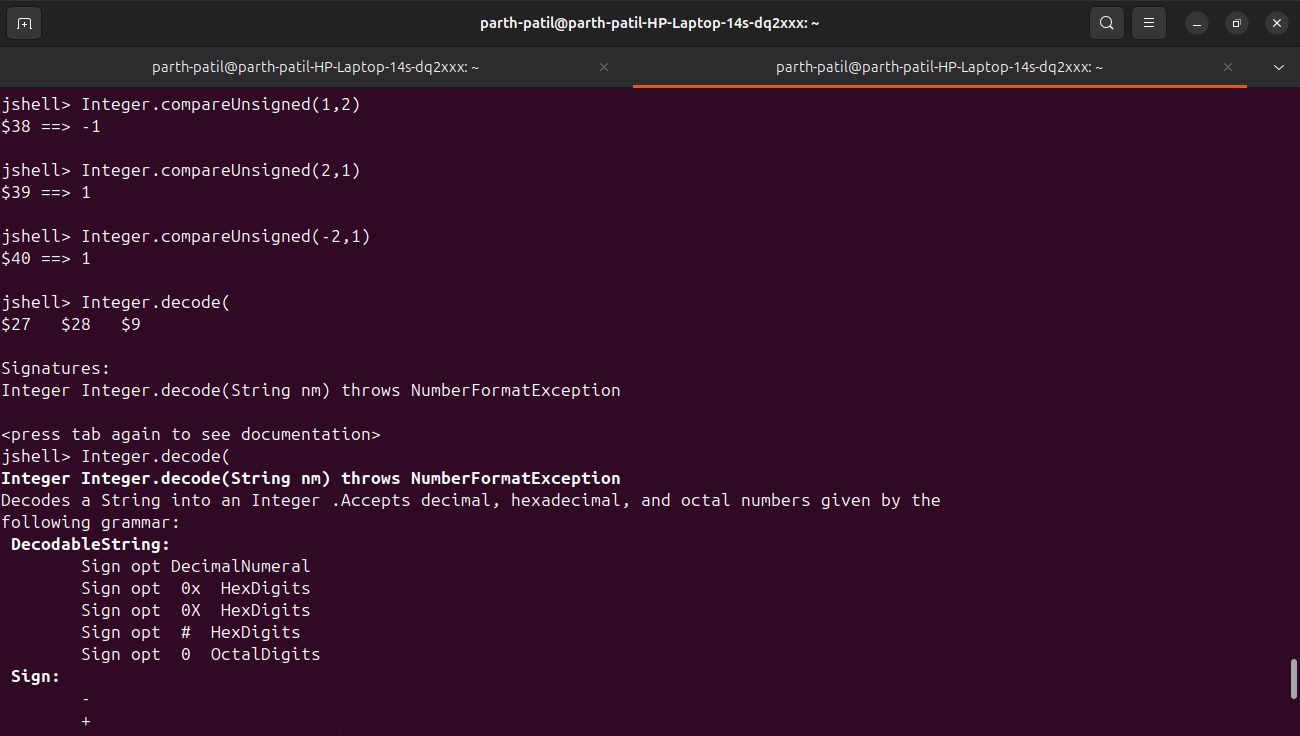 parth-patil@parth-patil-HP-Laptop-14s-dq2xxx: ~
parth-patil@parth-patil-HP-Laptop-14s-dq2xxx: ~
parth-patil@parth-patil-HP-Laptop-14s-dq2xxx: ~
jshell> Integer.compareUnsigned(1,2)
$38 ==> -1
jshell> Integer.compareUnsigned(2,1)
$39 ==> 1
jshell> Integer.compareUnsigned(-2,1)
$40 ==> 1
jshell> Integer.decode(
$27   $28   $9
Signatures:
Integer Integer.decode(String nm) throws NumberFormatException
<press tab again to see documentation>
jshell> Integer.decode(
Integer Integer.decode(String nm) throws NumberFormatException
Decodes a String into an Integer .Accepts decimal, hexadecimal, and octal numbers given by the
following grammar:
DecodableString:
Sign opt DecimalNumeral
Sign opt  0x  HexDigits
Sign opt  0X  HexDigits
Sign opt  #  HexDigits
Sign opt  0  OctalDigits
Sign:
-
+